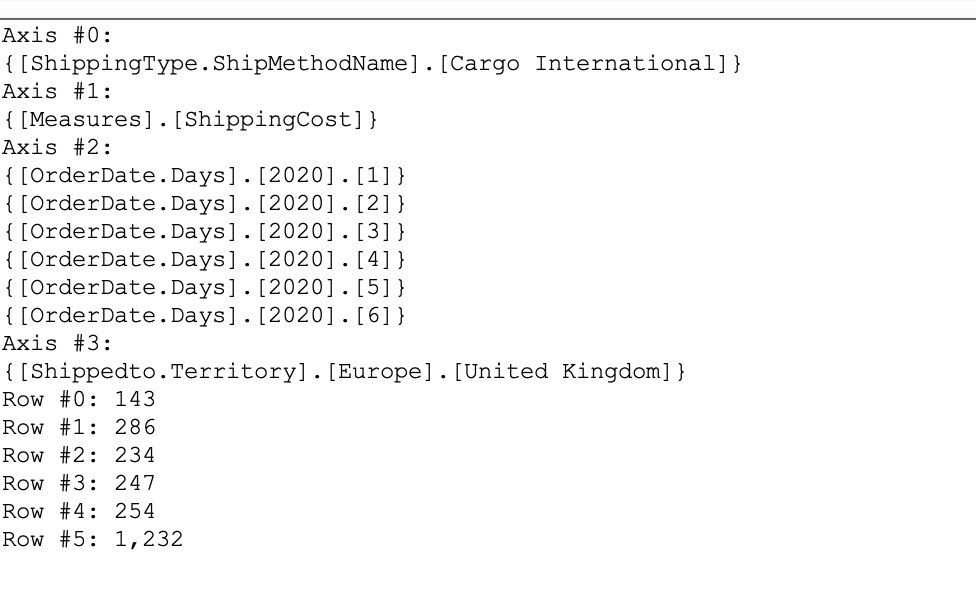 Axis #0:
{[ShippingType.ShipMethodName].[Cargo International]}
Axis #1:
{[Measures].[ShippingCost]}
Axis #2:
{[OrderDate.Days].[2020].[1]}
{[OrderDate.Days].[2020].[2]}
{[OrderDate.Days].[2020].[3]}
{[OrderDate.Days].[2020].[4]}
{[OrderDate.Days].[2020].[5]}
{[OrderDate.Days].[2020].[6]}
Axis #3:
{[Shippedto.Territory].[Europe].[United Kingdom]}
Row #0: 143
Row #1: 286
Row #2: 234
Row #3: 247
Row #4: 254
Row #5: 1,232